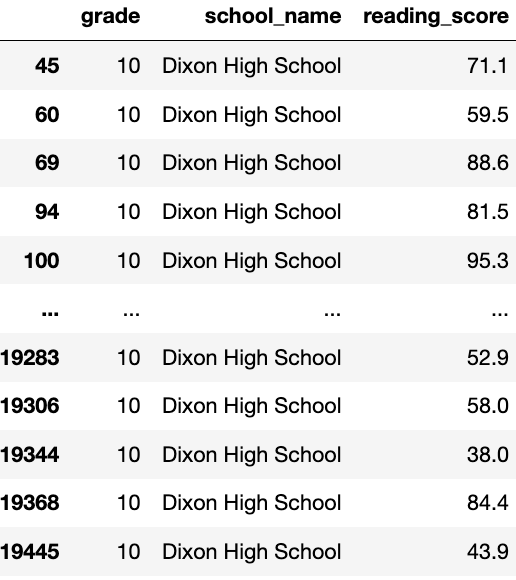 grade school_name reading_score
45 10 Dixon High School 71.1
60 10 Dixon High School 59.5
69 10 Dixon High School 88.6
94 10 Dixon High School 81.5
100 10 Dixon High School 95.3
... ... ... ...
19283 10 Dixon High School 52.9
19306 10 Dixon High School 58.0
19344 10 Dixon High School 38.0
19368 10 Dixon High School 84.4
19445 10 Dixon High School 43.9